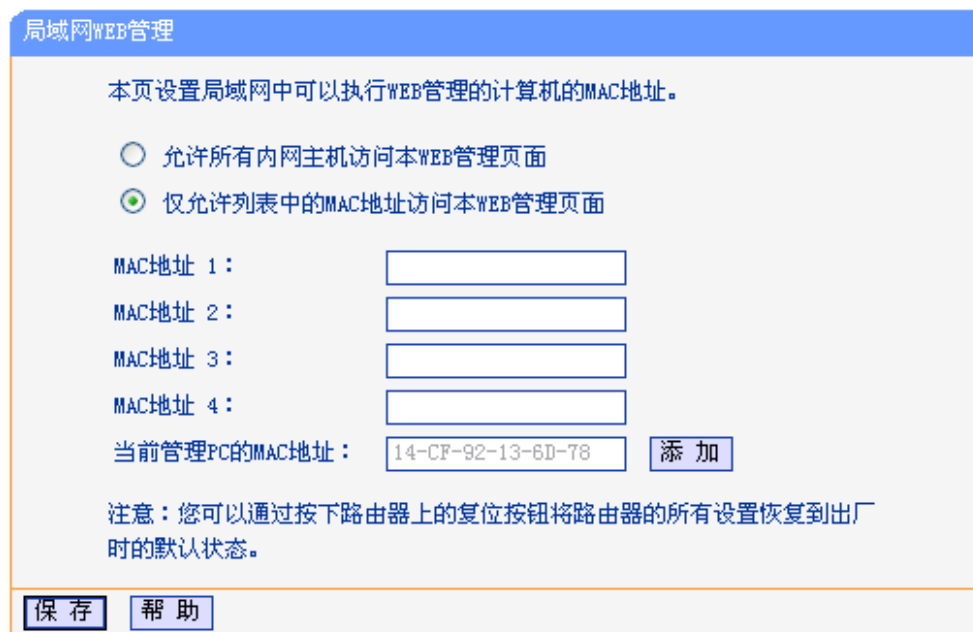 局域网WEB管理
本页设置局域网中可以执行WEB管理的计算机的MAC地址。
允许所有内网主机访问本WEB管理页面
仅允许列表中的MAC地址访问本WEB管理页面
MAC地址 1：
MAC地址 2：
MAC地址 3：
MAC地址 4：
当前管理PC的MAC地址： 14-CF-92-13-6D-78 添 加
注意：您可以通过按下路由器上的复位按钮将路由器的所有设置恢复到出厂
时的默认状态。
保 存 帮 助